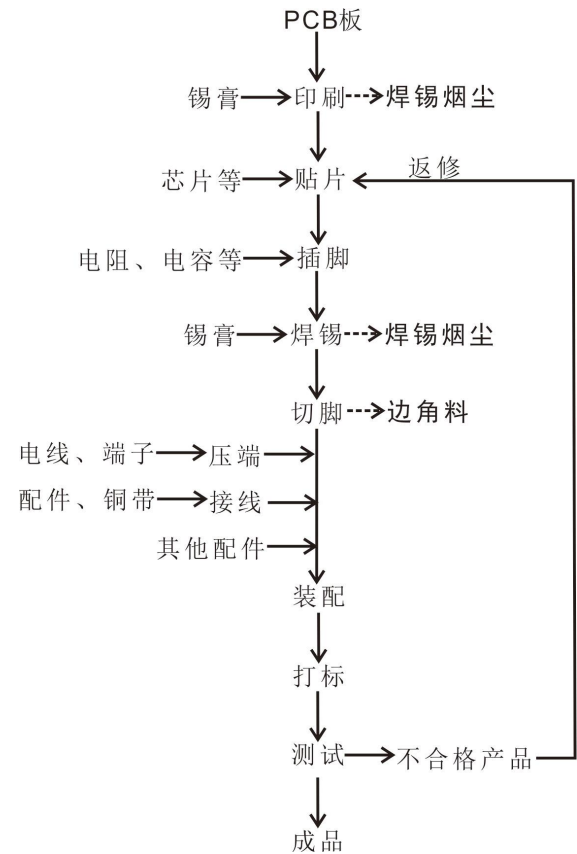 PCB板
锡膏 印刷 焊锡烟尘
返修
芯片等 贴片
电阻、电容等 插脚
锡膏 焊锡 焊锡烟尘
切脚 边角料
电线、端子 压端
配件、铜带 接线
其他配件
装配
打标
测试 不合格产品
成品